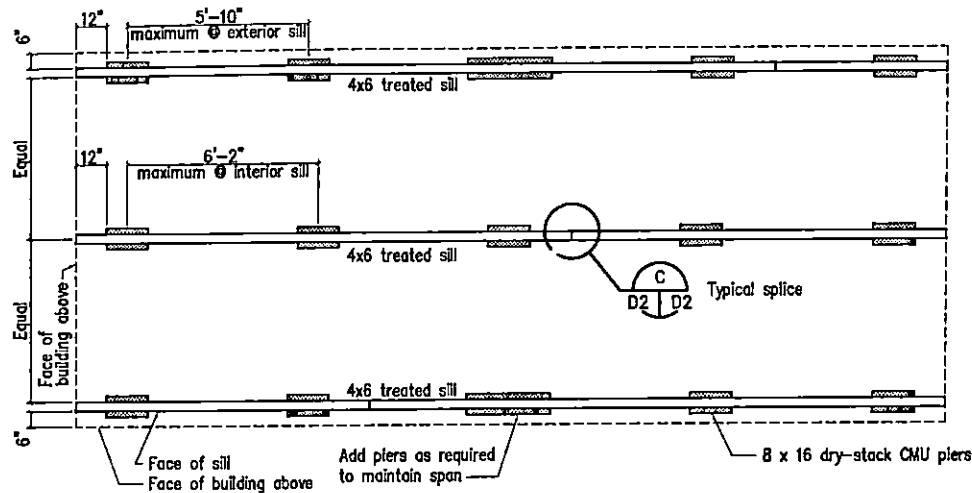 12"
5'-10"
maximum @ exterior sill
6"
4x6 treated sill
Equal
12"
6'-2"
maximum @ interior sill
4x6 treated sill
C
D2
D2
Typical splice
Face of
building above
Equal
4x6 treated sill
6"
Face of sill
Face of building above
Add piers as required
to maintain span
8 x 16 dry-stack CMU piers